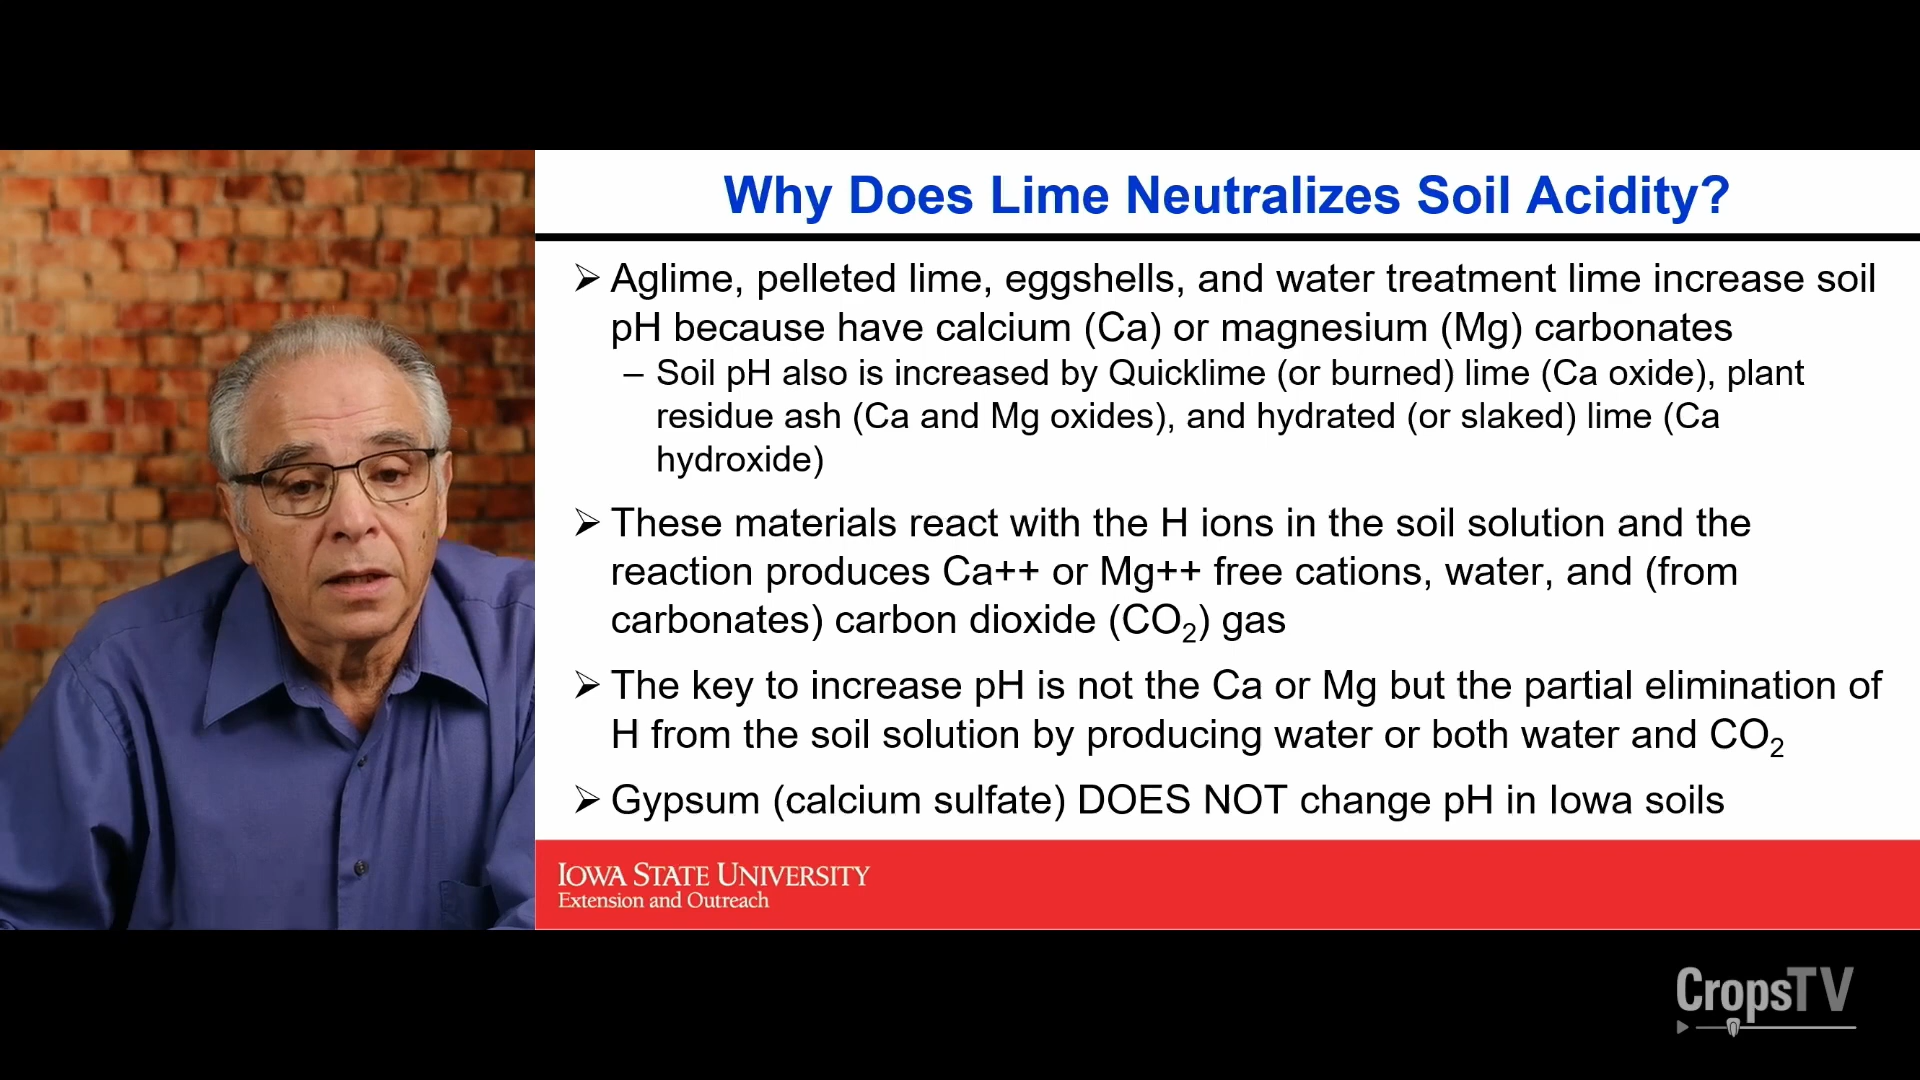 Why Does Lime Neutralizes Soil Acidity?
➢ Aglime, pelleted lime, eggshells, and water treatment lime increase soil
pH because have calcium (Ca) or magnesium (Mg) carbonates
– Soil pH also is increased by Quicklime (or burned) lime (Ca oxide), plant
residue ash (Ca and Mg oxides), and hydrated (or slaked) lime (Ca
hydroxide)
➢ These materials react with the H ions in the soil solution and the
reaction produces Ca++ or Mg++ free cations, water, and (from
carbonates) carbon dioxide (CO₂) gas
➢ The key to increase pH is not the Ca or Mg but the partial elimination of
H from the soil solution by producing water or both water and CO₂
➢ Gypsum (calcium sulfate) DOES NOT change pH in Iowa soils
IOWA STATE UNIVERSITY
Extension and Outreach
CropsTV